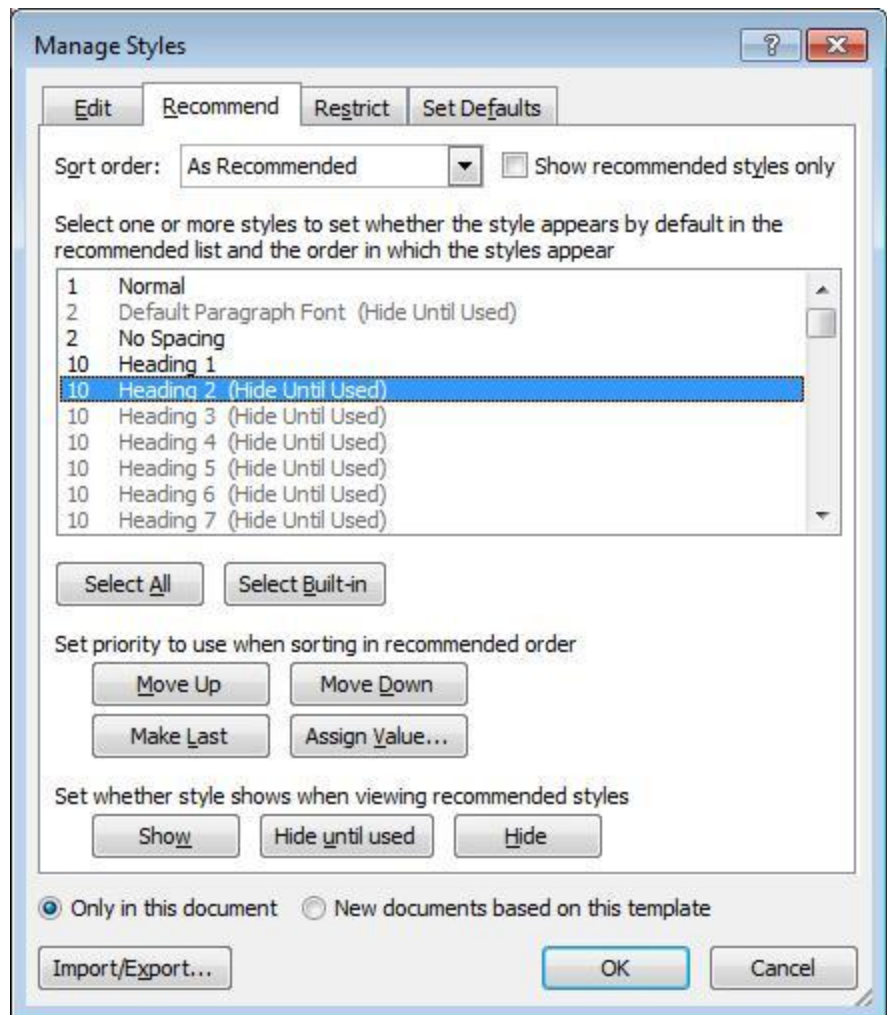 Manage Styles
Edit Recommend Restrict Set Defaults
Sort order: As Recommended Show recommended styles only
Select one or more styles to set whether the style appears by default in the
recommended list and the order in which the styles appear
1 Normal
2 Default Paragraph Font (Hide Until Used)
2 No Spacing
10 Heading 1
10 Heading 2 (Hide Until Used)
10 Heading 3 (Hide Until Used)
10 Heading 4 (Hide Until Used)
10 Heading 5 (Hide Until Used)
10 Heading 6 (Hide Until Used)
10 Heading 7 (Hide Until Used)
Select All Select Built-in
Set priority to use when sorting in recommended order
Move Up Move Down
Make Last Assign Value...
Set whether style shows when viewing recommended styles
Show Hide until used Hide
Only in this document New documents based on this template
Import/Export... OK Cancel